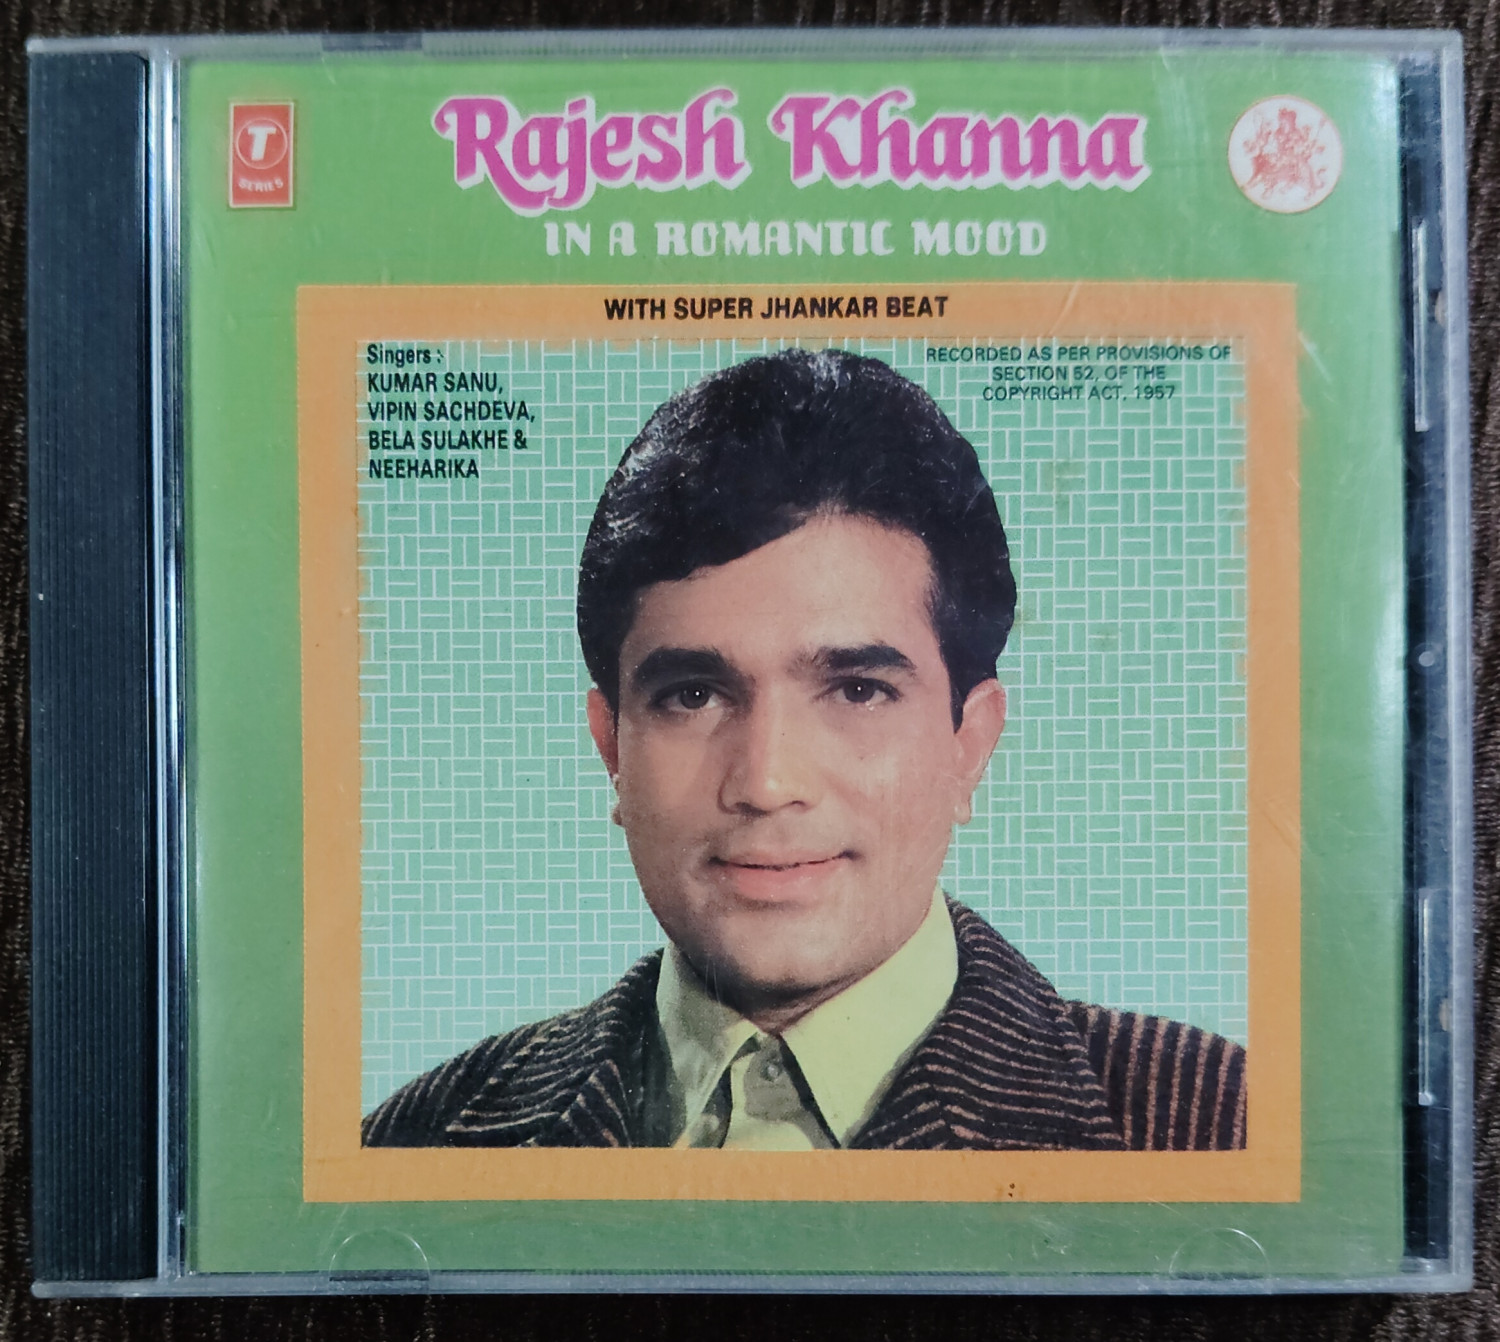 T
SERIES
Rajesh Khanna
IN A ROMANTIC MOOD
WITH SUPER JHANKAR BEAT
Singers :
KUMAR SANU,
VIPIN SACHDEVA,
BELA SULAKHE &
NEEHARIKA
RECORDED AS PER PROVISIONS OF
SECTION 52, OF THE
COPYRIGHT ACT, 1957